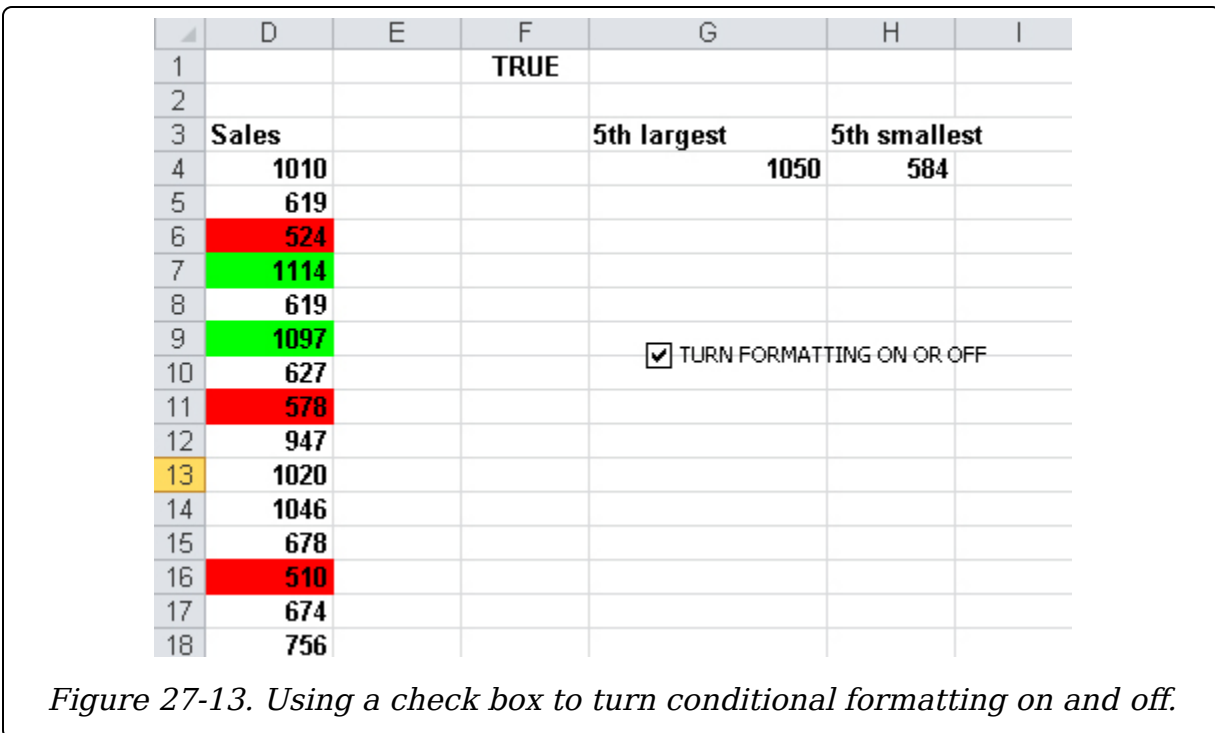 D E F G H I
1 TRUE
2
3 Sales 5th largest 5th smallest
4 1010 1050 584
5 619
6 524
7 1114
8 619
9 1097
TURN FORMATTING ON OR OFF
10 627
11 578
12 947
13 1020
14 1046
15 678
16 510
17 674
18 756
Figure 27-13. Using a check box to turn conditional formatting on and off.